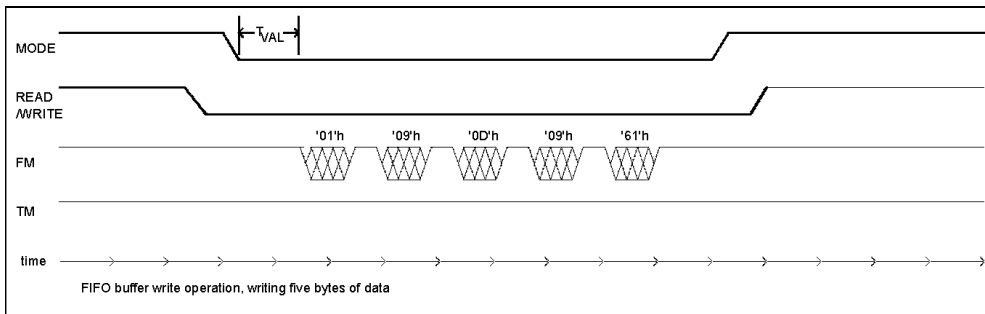 MODE
TVAL
READ
/WRITE
'01'h '09'h '0D'h '09'h '61'h
FM
TM
time
FIFO buffer write operation, writing five bytes of data